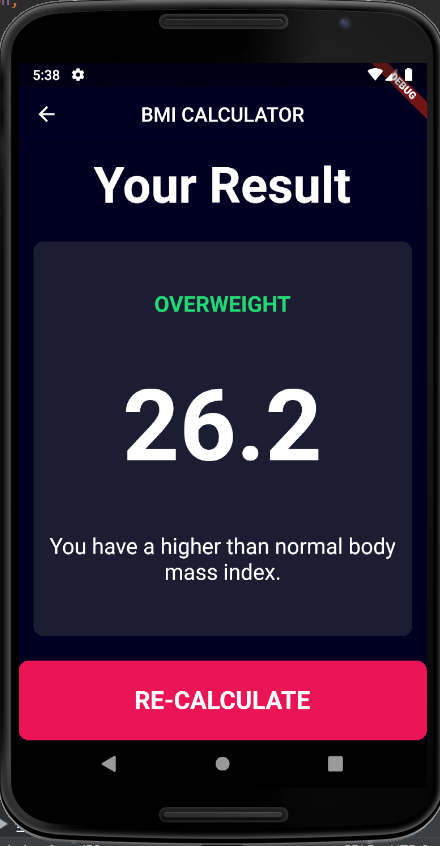 5:38
DEBUG
BMI CALCULATOR
Your Result
OVERWEIGHT
26.2
You have a higher than normal body
mass index.
RE-CALCULATE